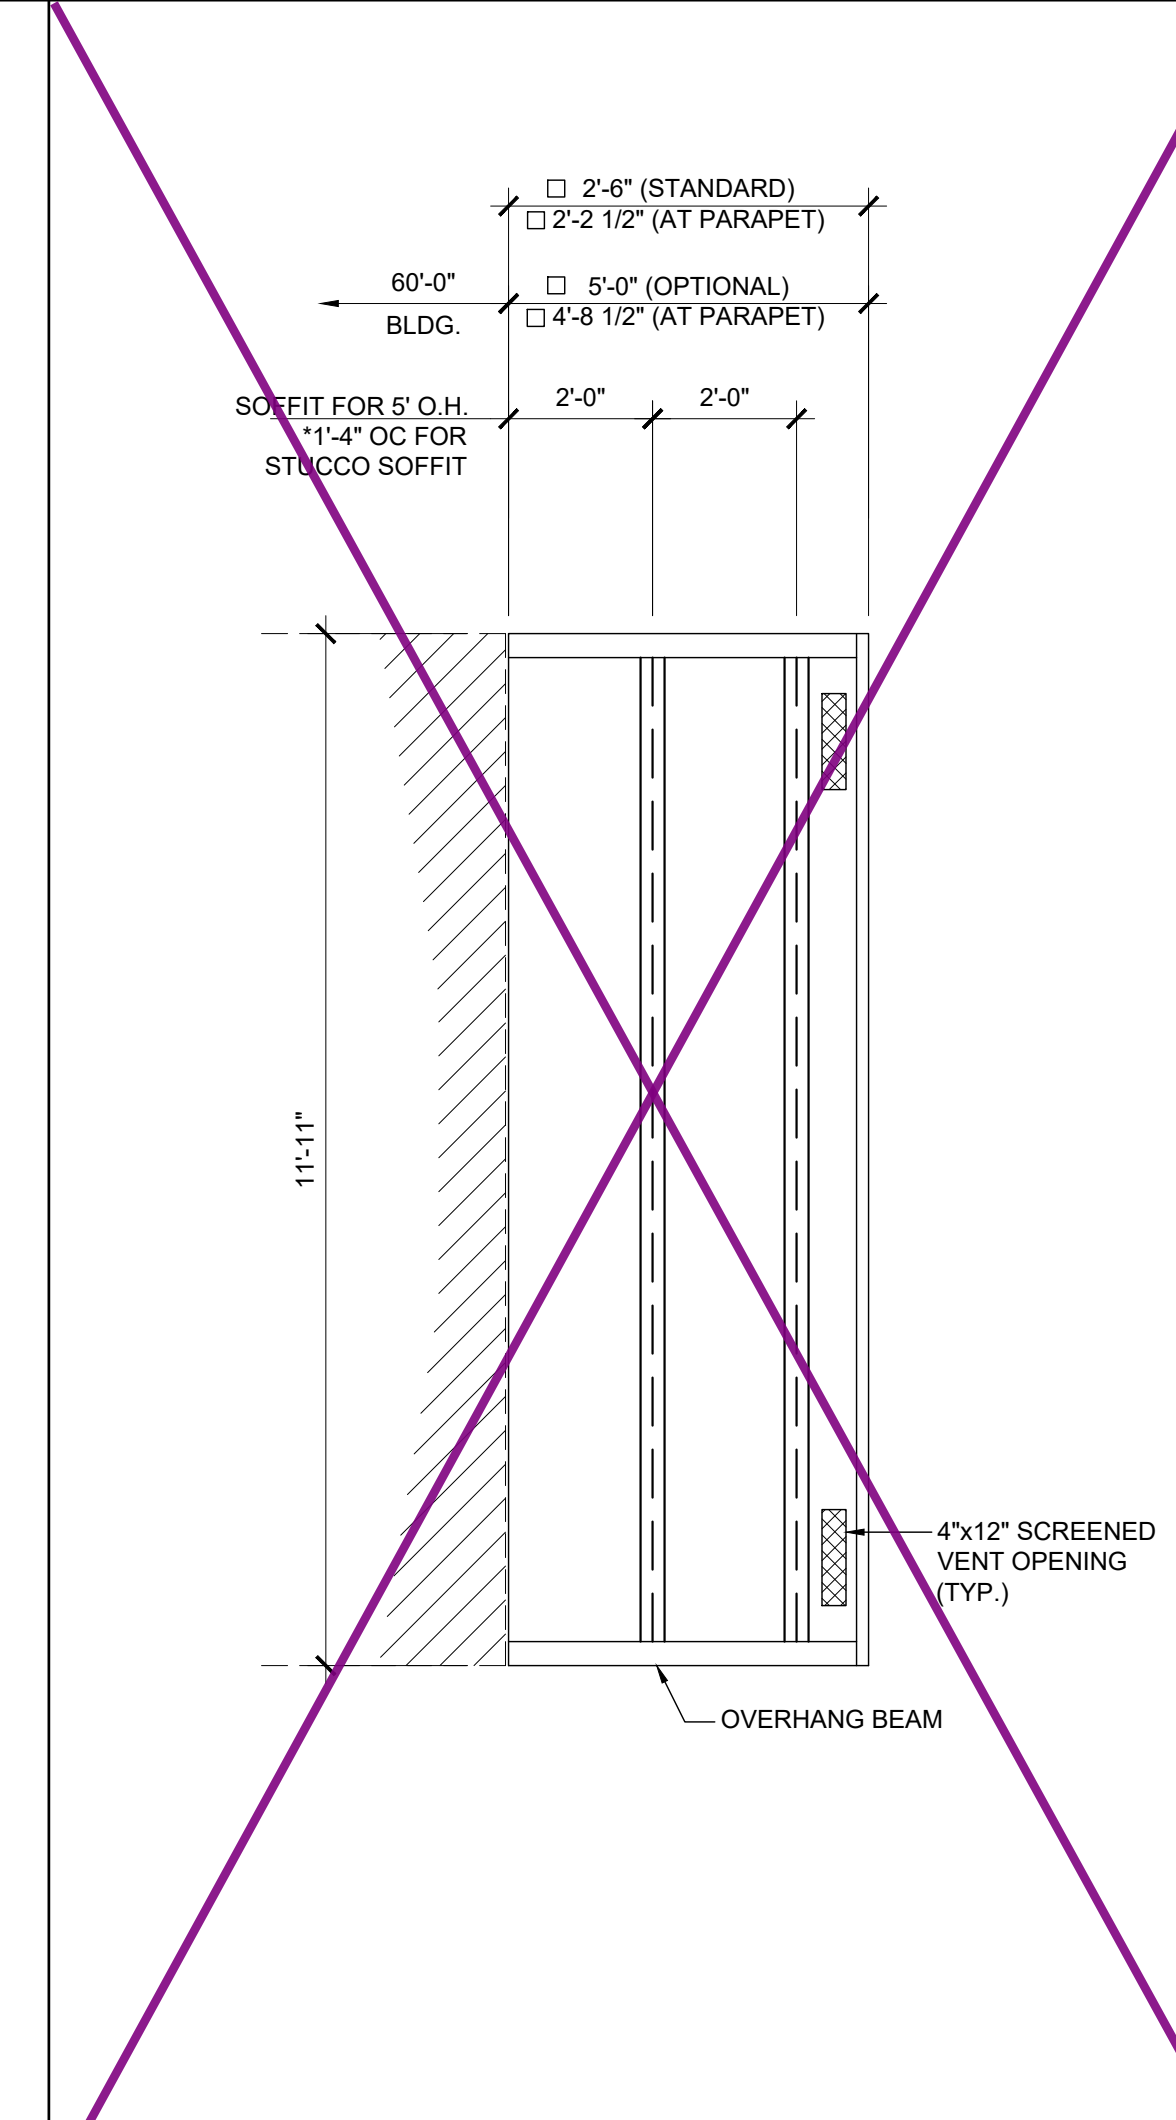 □ 2'-6" (STANDARD)
□ 2'-2 1/2" (AT PARAPET)
60'-0"
BLDG.
□ 5'-0" (OPTIONAL)
□ 4'-8 1/2" (AT PARAPET)
SOFFIT FOR 5' O.H.
*1'-4" OC FOR
STUCCO SOFFIT
2'-0"
2'-0"
11'-11"
4"x12" SCREENED
VENT OPENING
(TYP.)
OVERHANG BEAM